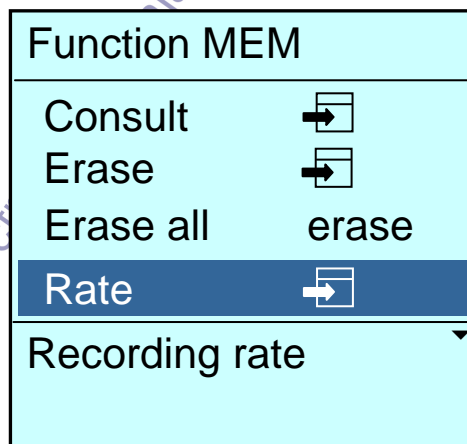 Function MEM
Consult
Erase
Erase all erase
Rate
Recording rate